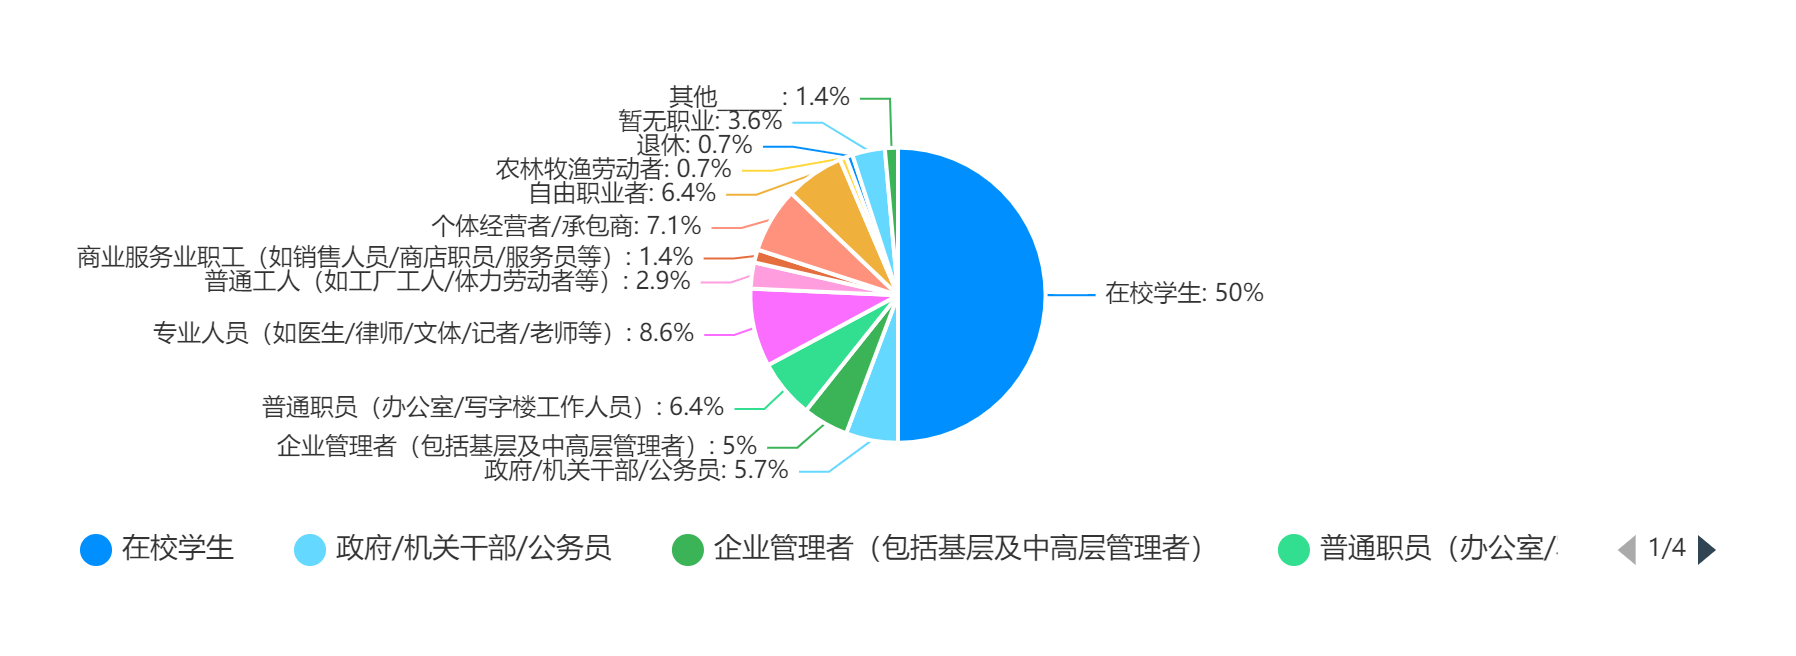 其他_____: 1.4%
暂无职业: 3.6%
退休: 0.7%
农林牧渔劳动者: 0.7%
自由职业者: 6.4%
个体经营者/承包商: 7.1%
商业服务业职工（如销售人员/商店职员/服务员等）: 1.4%
普通工人（如工厂工人/体力劳动者等）: 2.9%
在校学生: 50%
专业人员（如医生/律师/文体/记者/老师等）: 8.6%
普通职员（办公室/写字楼工作人员）: 6.4%
企业管理者（包括基层及中高层管理者）: 5%
政府/机关干部/公务员: 5.7%
在校学生 政府/机关干部/公务员 企业管理者（包括基层及中高层管理者） 普通职员（办公室/ 1/4